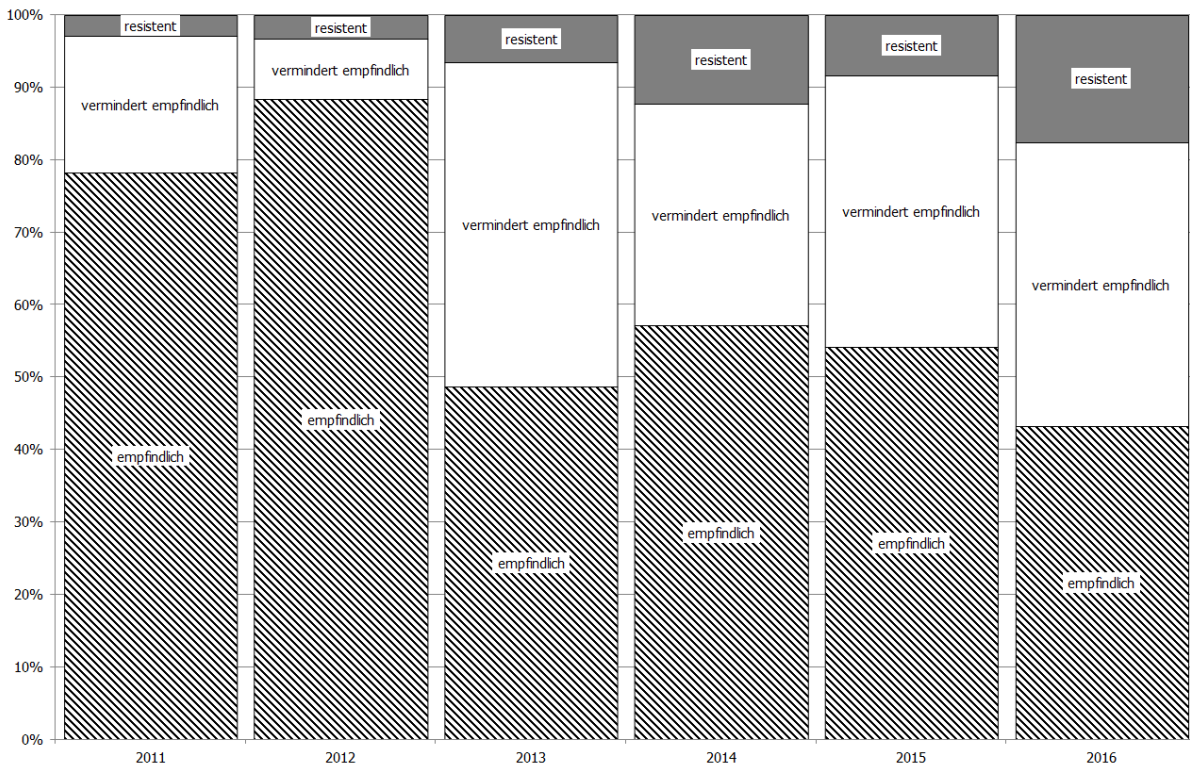 100%
90%
80%
70%
60%
50%
40%
30%
20%
10%
0%
resistent
vermindert empfindlich
empfindlich
resistent
vermindert empfindlich
empfindlich
resistent
vermindert empfindlich
empfindlich
resistent
vermindert empfindlich
empfindlich
resistent
vermindert empfindlich
empfindlich
resistent
vermindert empfindlich
empfindlich
2011
2012
2013
2014
2015
2016